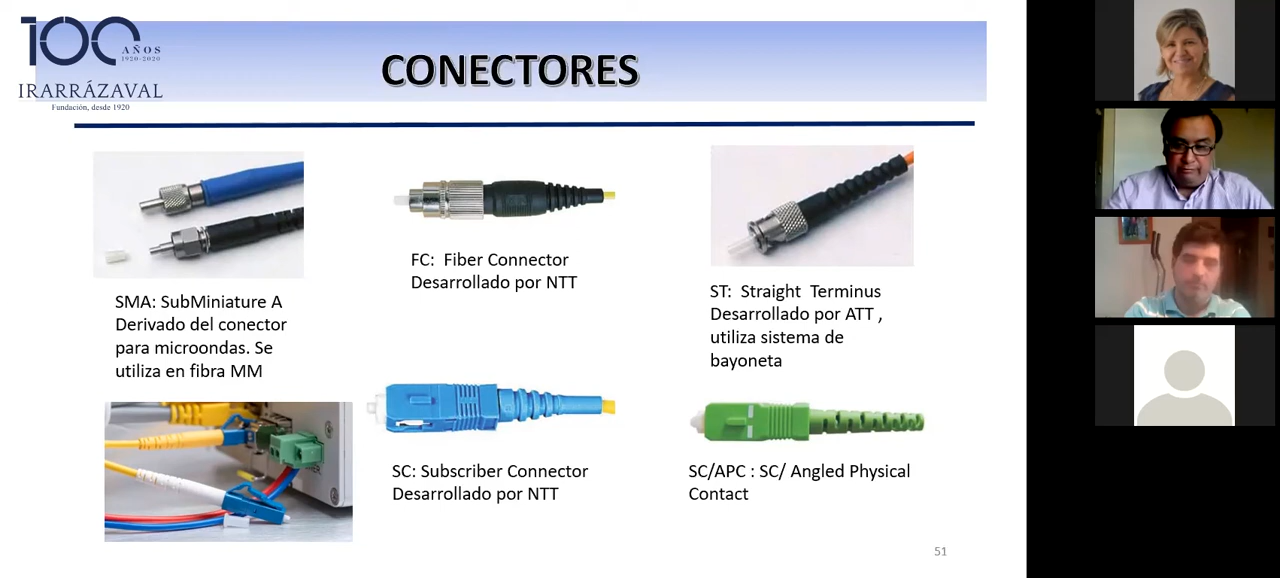 100
AÑOS
1920-2020
IRARRÁZAVAL
Fundación, desde 1920
CONECTORES
SMA: SubMiniature A
Derivado del conector
para microondas. Se
utiliza en fibra MM
FC: Fiber Connector
Desarrollado por NTT
ST: Straight Terminus
Desarrollado por ATT ,
utiliza sistema de
bayoneta
SC: Subscriber Connector
Desarrollado por NTT
SC/APC : SC/ Angled Physical
Contact
51